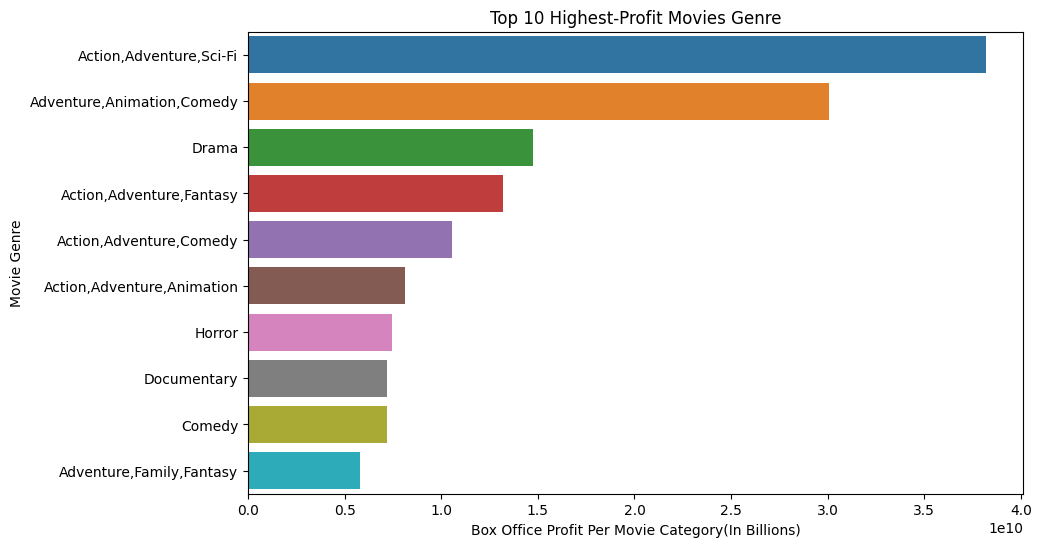 Top 10 Highest-Profit Movies Genre
Action,Adventure,Sci-Fi
Adventure,Animation,Comedy
Drama
Action,Adventure,Fantasy
Action,Adventure,Comedy
Action,Adventure,Animation
Horror
Documentary
Comedy
Adventure,Family,Fantasy
Movie Genre
0.0 0.5 1.0 1.5 2.0 2.5 3.0 3.5 4.0
1e10
Box Office Profit Per Movie Category(In Billions)